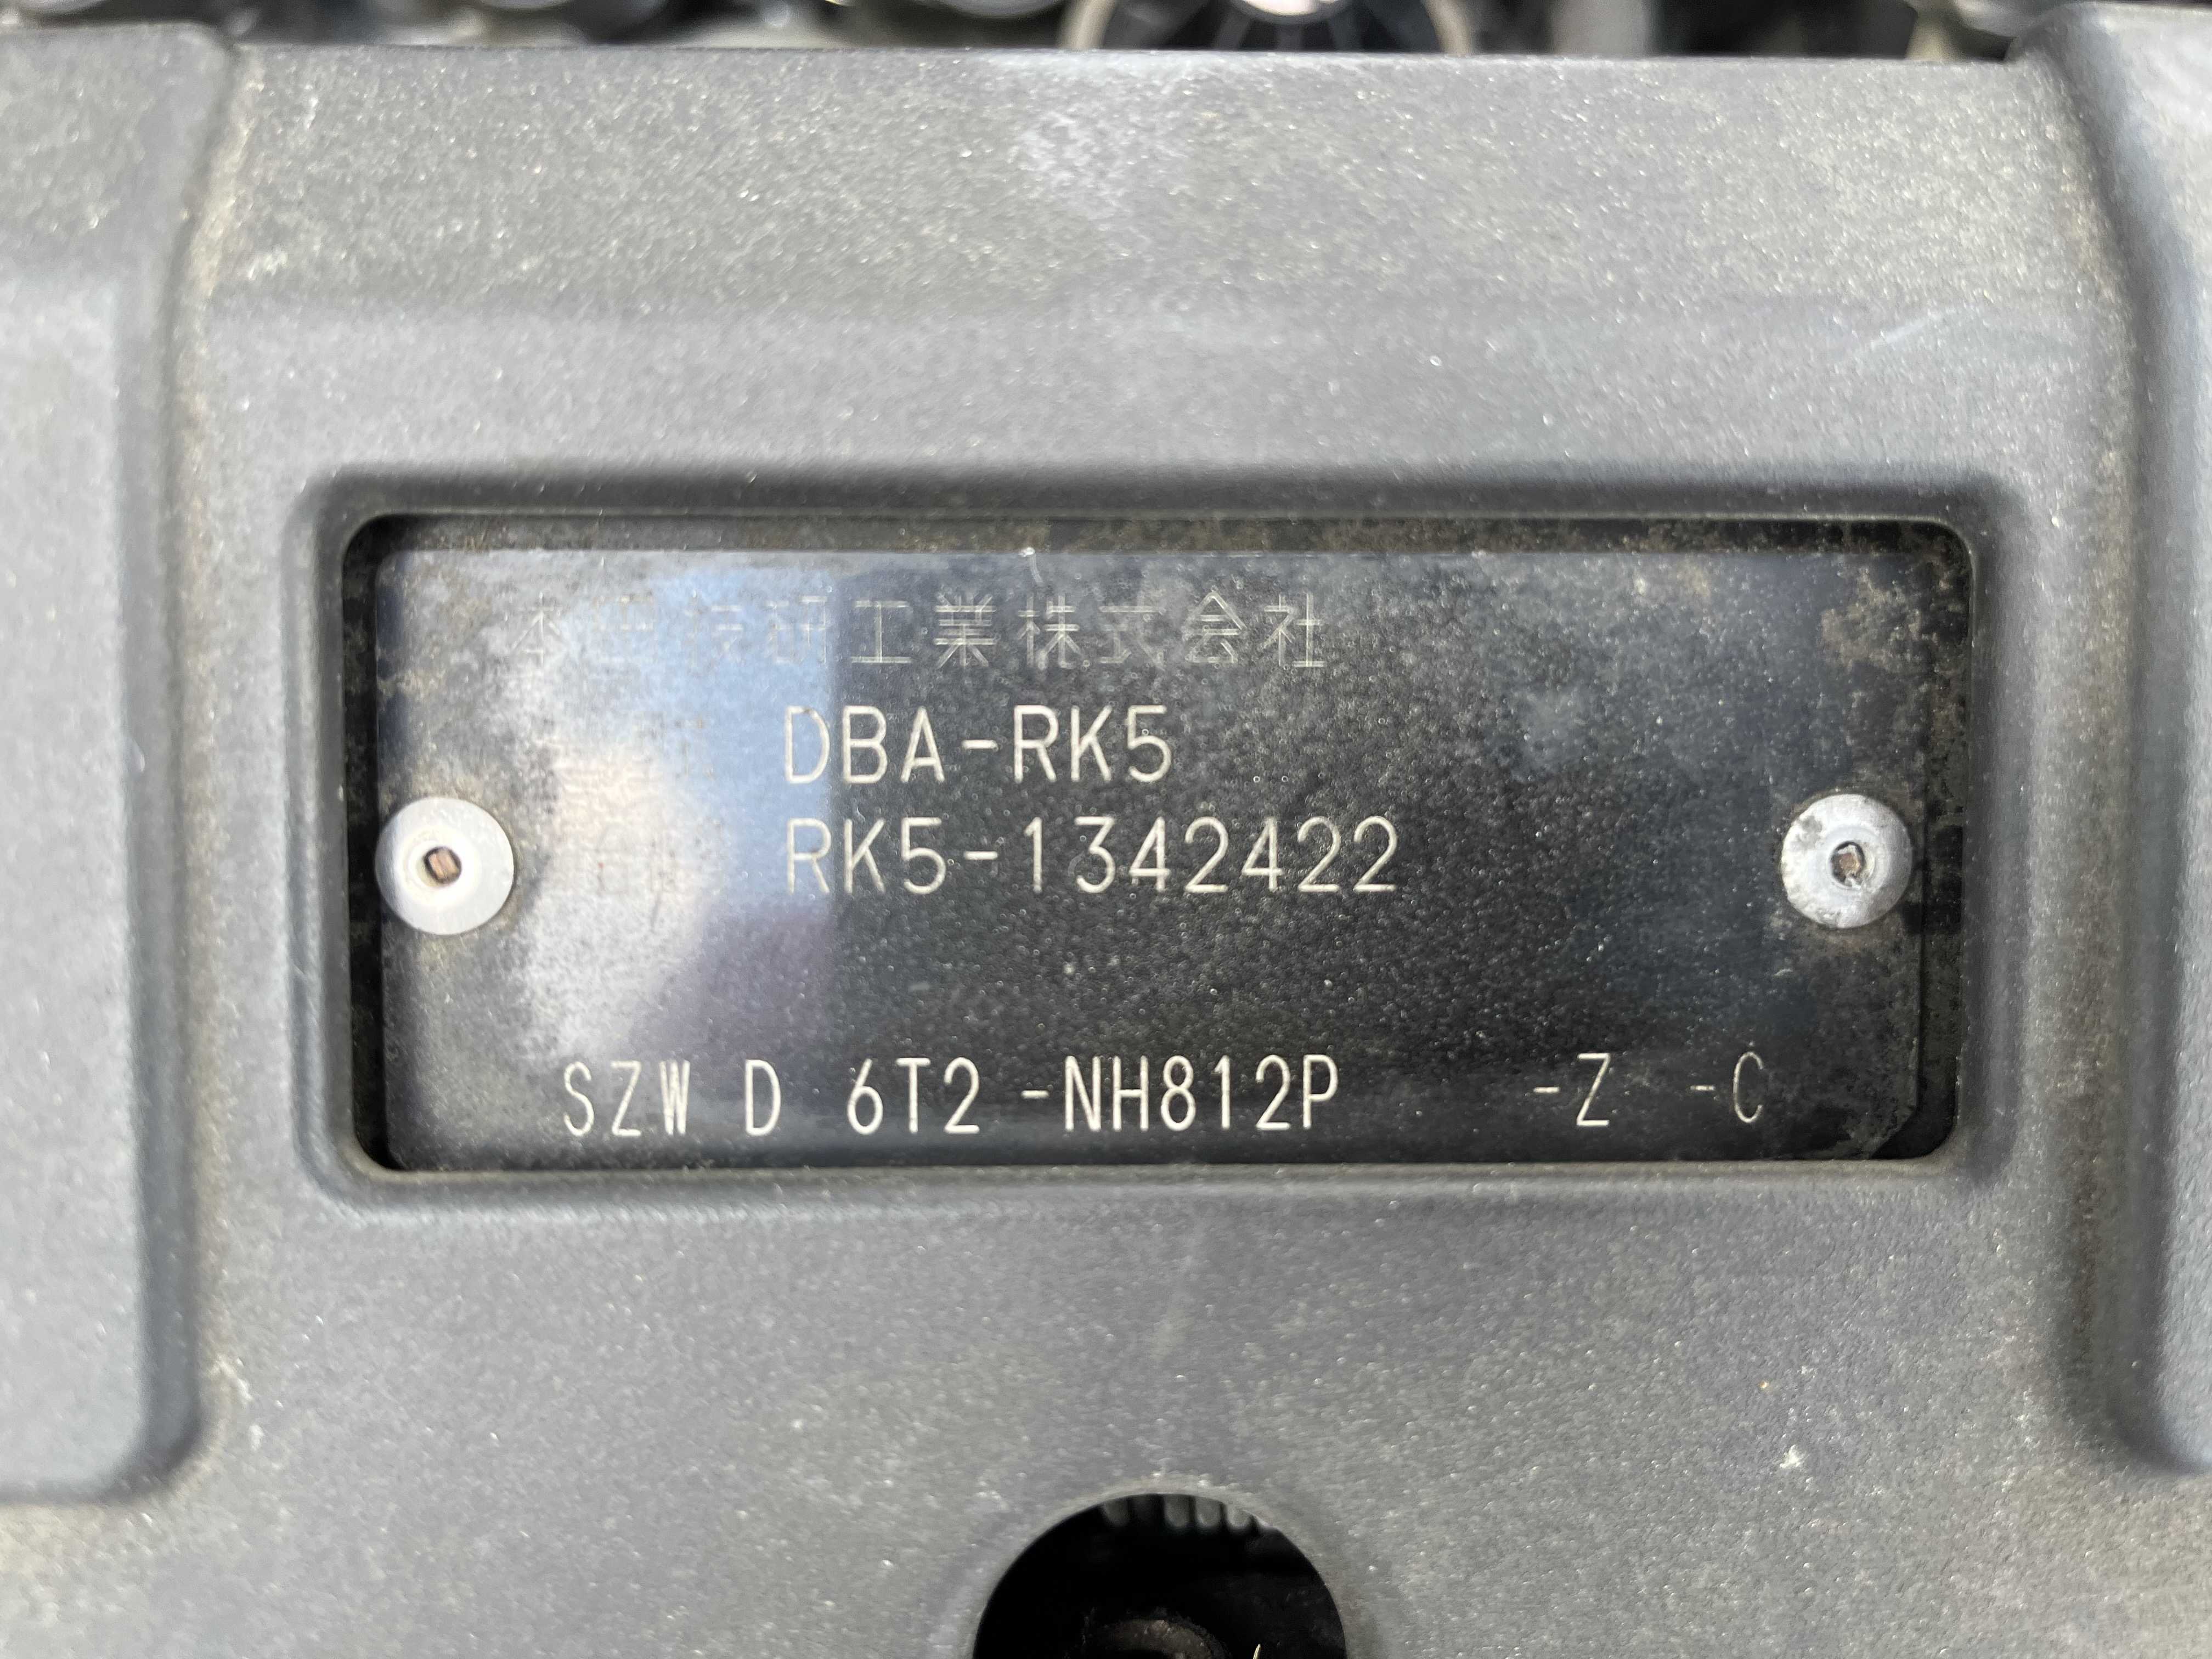 本田技研工業株式会社
DBA-RK5
RK5-1342422
SZW D 6T2 -NH812P -Z -C